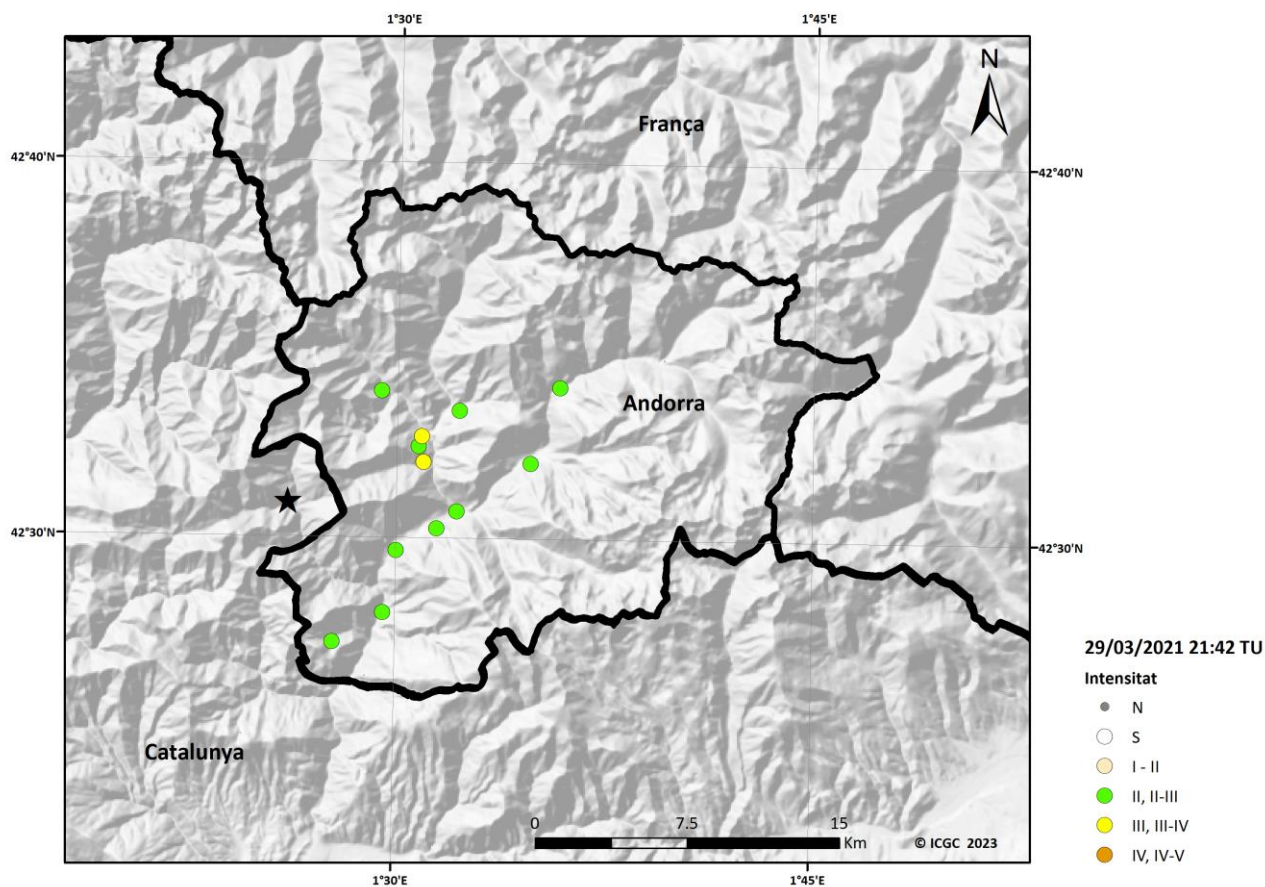 1°30'E
1°45'E
N
França
42°40'N
42°40'N
Andorra
42°30'N
42°30'N
Catalunya
0
7.5
15
Km
© ICGC 2023
1°30'E
1°45'E
29/03/2021 21:42 TU
Intensitat
N
S
I - II
II, II-III
III, III-IV
IV, IV-V